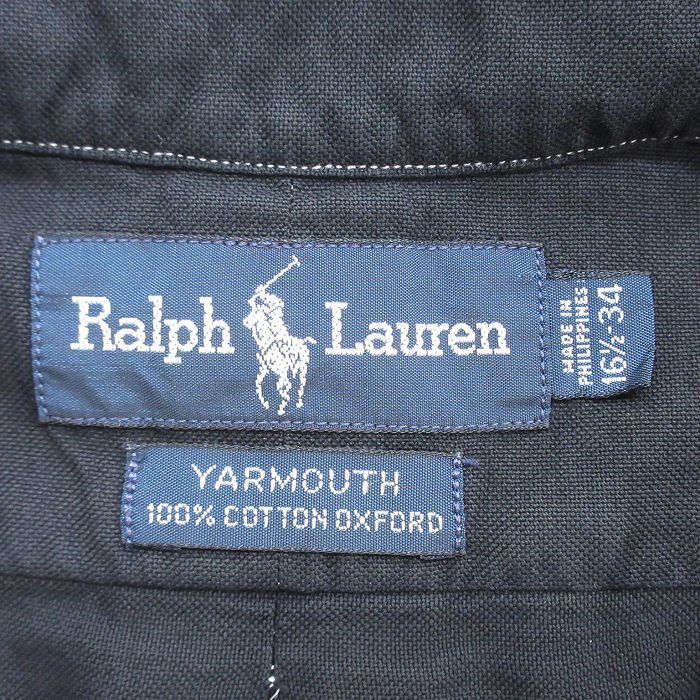 Ralph Lauren
MADE IN
PHILIPPINES
16½-34
YARMOUTH
100% COTTON OXFORD